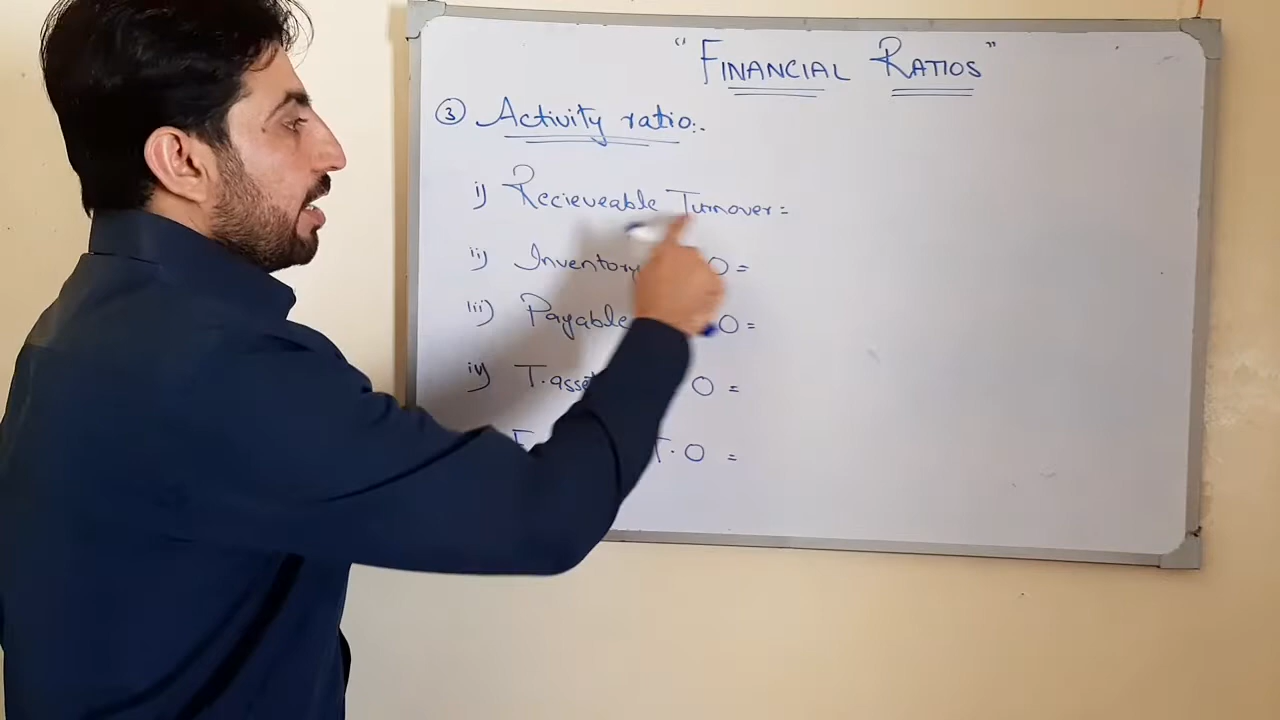 "FINANCIAL RATIOS"
③ Activity ratio:.
i) Recieveable Turnover =
ii) Inventory O =
iii) Payable O =
iv) T. asset O =
T.O =